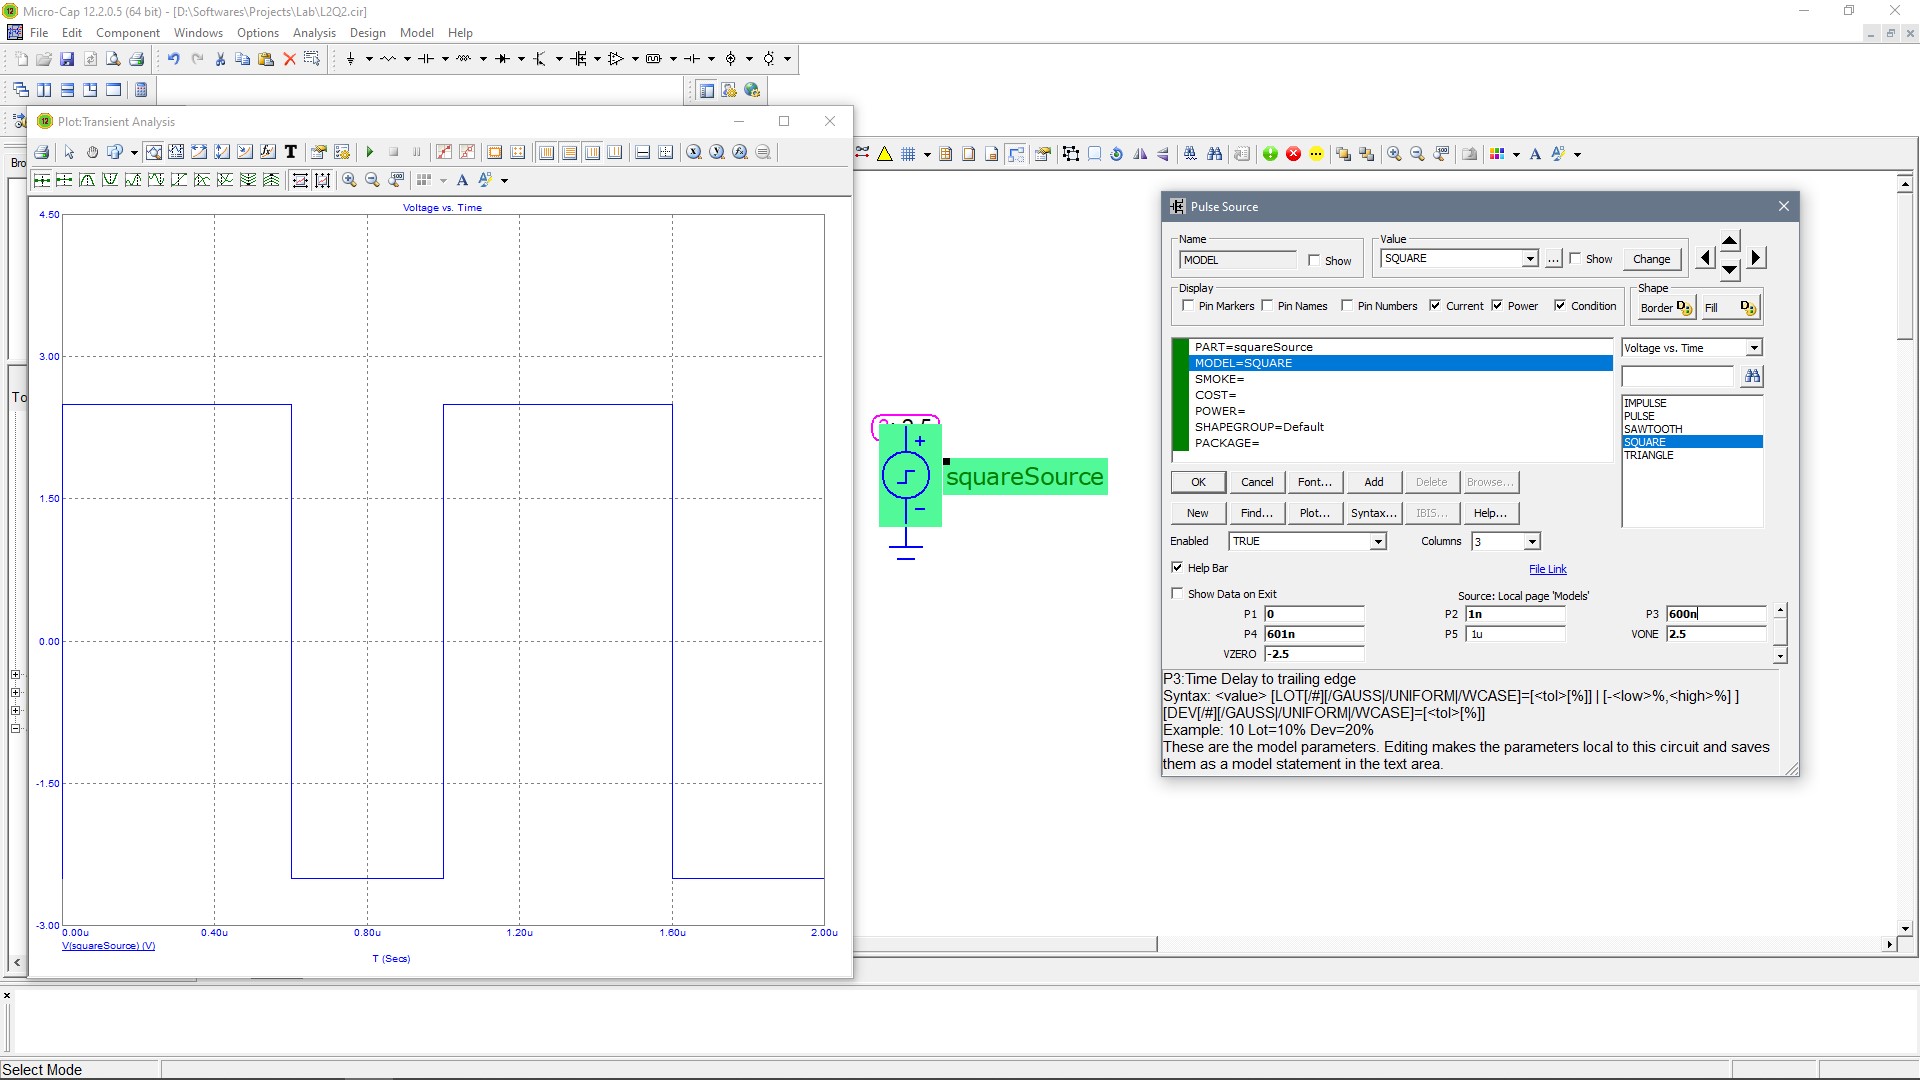 Micro-Cap 12.2.0.5 (64 bit) - [D:\Softwares\Projects\Lab\L2Q2.cir]
File Edit Component Windows Options Analysis Design Model Help
Plot:Transient Analysis
Voltage vs. Time
4.50
3.00
1.50
0.00
-1.50
-3.00
0.00u 0.40u 0.80u 1.20u 1.60u 2.00u
V(squareSource) (V)
T (Secs)
+
squareSource
−
Pulse Source
Name
MODEL
Show
Value
SQUARE
...
Show
Change
Display
Pin Markers Pin Names Pin Numbers Current Power Condition
Shape
Border
Fill
PART=squareSource
MODEL=SQUARE
SMOKE=
COST=
POWER=
SHAPEGROUP=Default
PACKAGE=
Voltage vs. Time
IMPULSE
PULSE
SAWTOOTH
SQUARE
TRIANGLE
OK Cancel Font... Add Delete Browse...
New Find... Plot... Syntax... IBIS... Help...
Enabled TRUE Columns 3
Help Bar File Link
Show Data on Exit Source: Local page 'Models'
P1 0 P2 1n P3 600n
P4 601n P5 1u VONE 2.5
VZERO -2.5
P3:Time Delay to trailing edge
Syntax: <value> [LOT[/#][/GAUSS|/UNIFORM|/WCASE]=[<tol>[%]] | [-<low>%,<high>%] ]
[DEV[/#][/GAUSS|/UNIFORM|/WCASE]=[<tol>[%]]
Example: 10 Lot=10% Dev=20%
These are the model parameters. Editing makes the parameters local to this circuit and saves
them as a model statement in the text area.
Select Mode